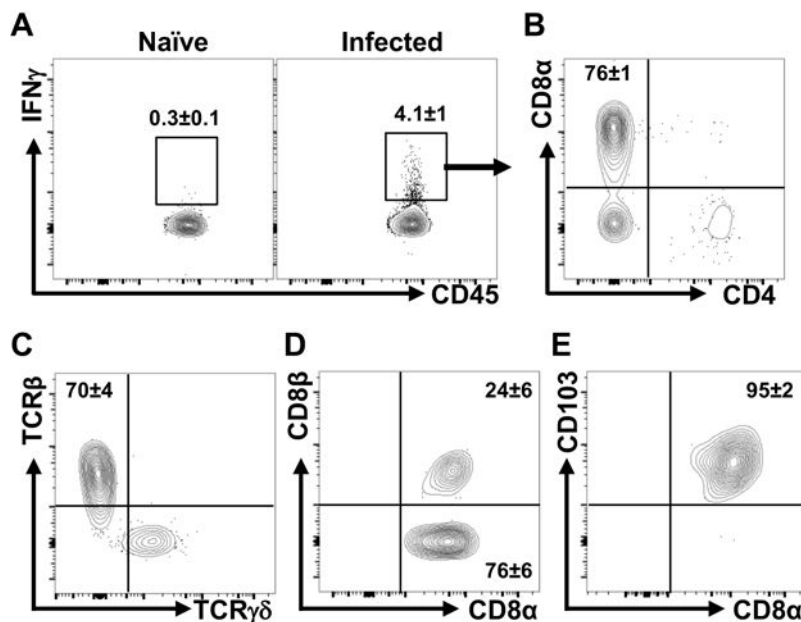 A
Naïve
Infected
IFNγ
0.3±0.1
4.1±1
CD45
B
CD8α
76±1
CD4
C
TCRβ
70±4
TCRγδ
D
CD8β
24±6
76±6
CD8α
E
CD103
95±2
CD8α